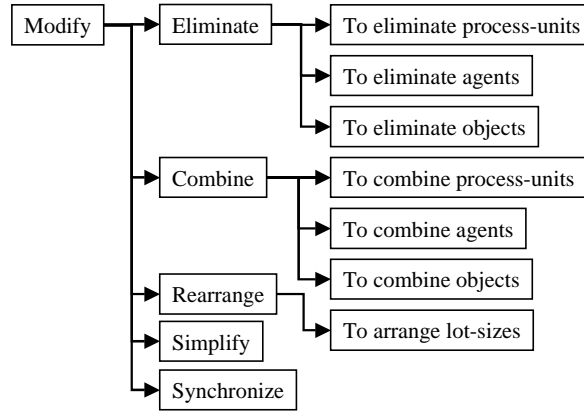 Modify
Eliminate
To eliminate process-units
To eliminate agents
To eliminate objects
Combine
To combine process-units
To combine agents
To combine objects
Rearrange
To arrange lot-sizes
Simplify
Synchronize